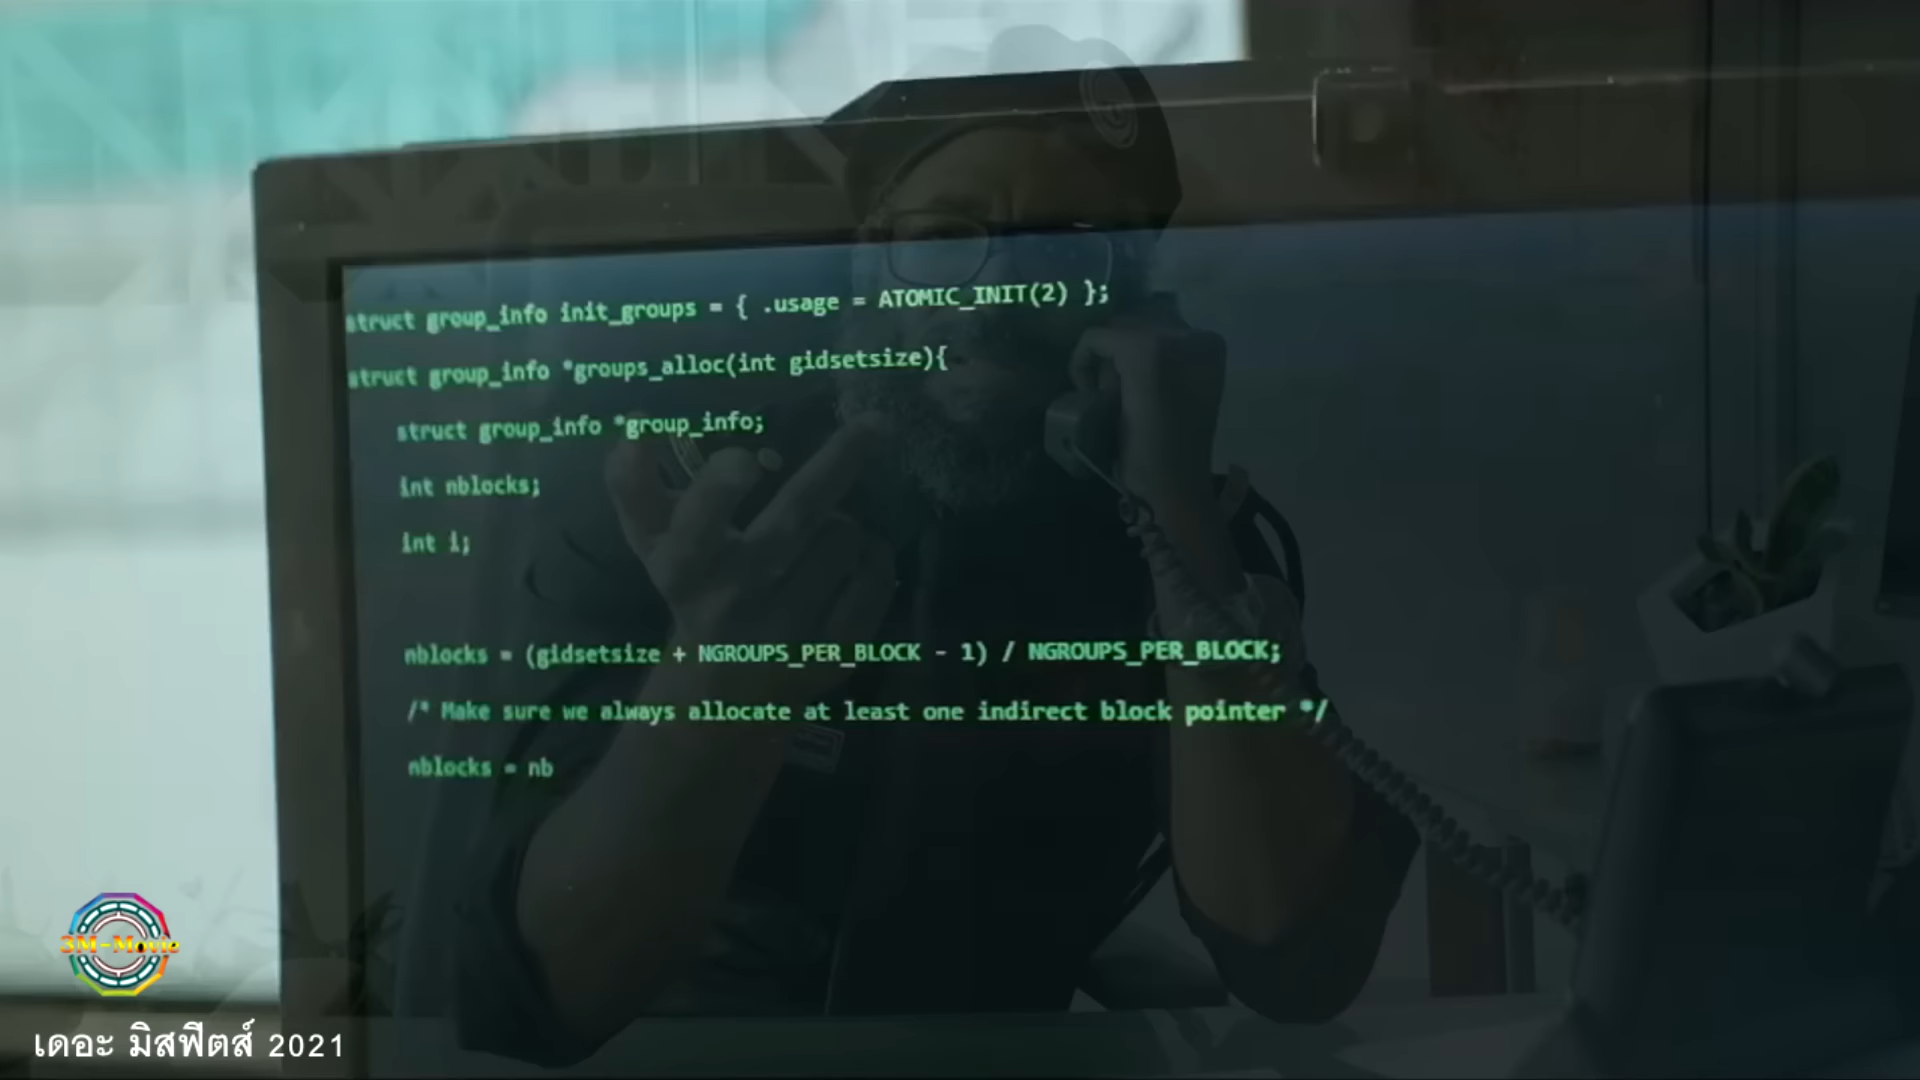 struct group_info init_groups = { .usage = ATOMIC_INIT(2) };
struct group_info *groups_alloc(int gidsetsize){
struct group_info *group_info;
int nblocks;
int i;
nblocks = (gidsetsize + NGROUPS_PER_BLOCK - 1) / NGROUPS_PER_BLOCK;
/* Make sure we always allocate at least one indirect block pointer */
nblocks = nb
3M-Movie
เดอะ มิสฟีตส์ 2021